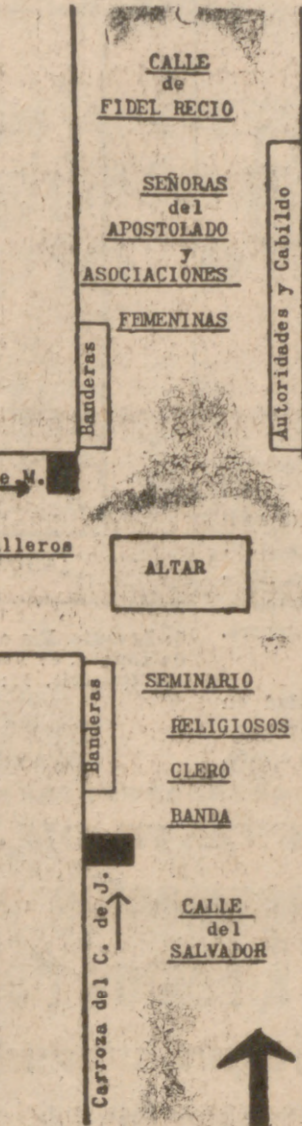 CALLE
de
FIDEL RECIO
SEÑORAS
del
APOSTOLADO
y
ASOCIACIONES
FEMENINAS
Autoridades y Cabildo
Banderas
e M.
lleros
ALTAR
Banderas
SEMINARIO
RELIGIOSOS
CLERO
BANDA
Carroza del C. de J.
CALLE
del
SALVADOR